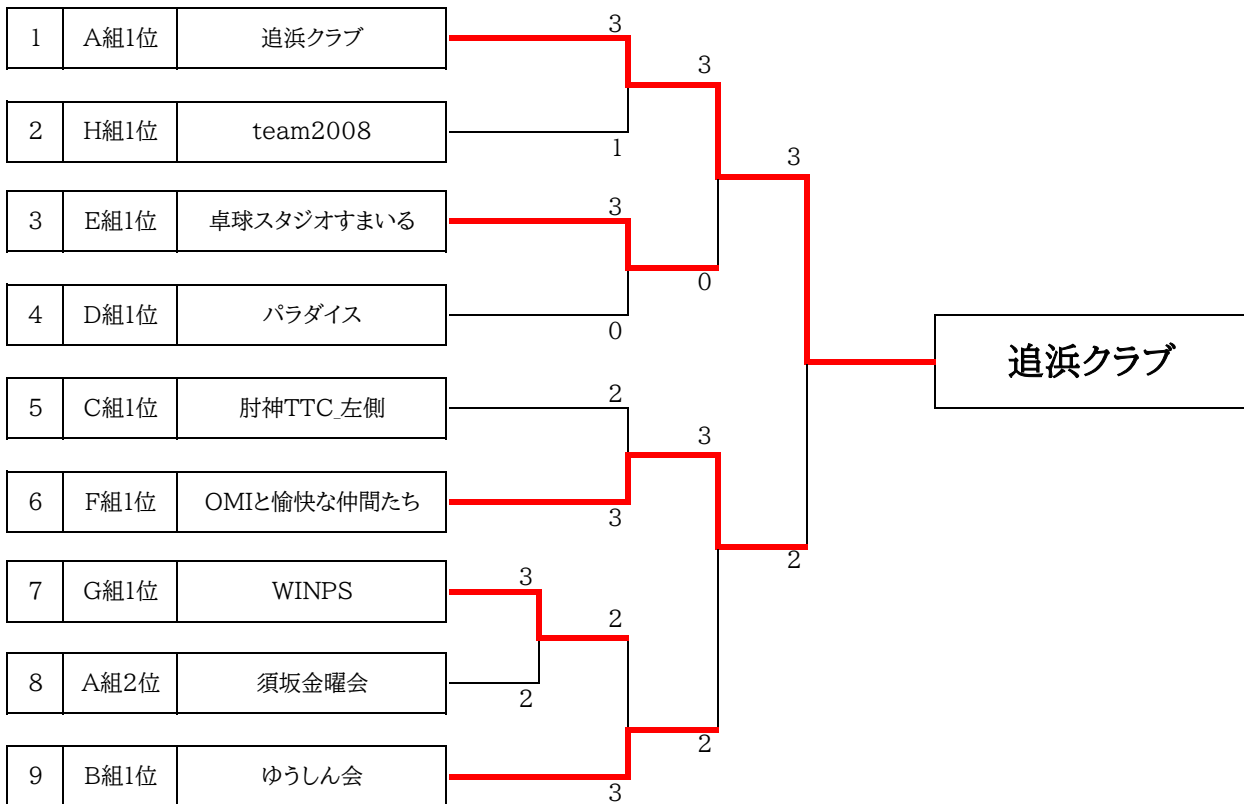 1 A組1位 追浜クラブ 3
3
2 H組1位 team2008 1
3
3 E組1位 卓球スタジオすまいる 3
0
4 D組1位 パラダイス 0
追浜クラブ
5 C組1位 肘神TTC_左側 2
3
6 F組1位 OMIと愉快な仲間たち 3
2
7 G組1位 WINPS 3
2
8 A組2位 須坂金曜会 2
2
9 B組1位 ゆうしん会 3